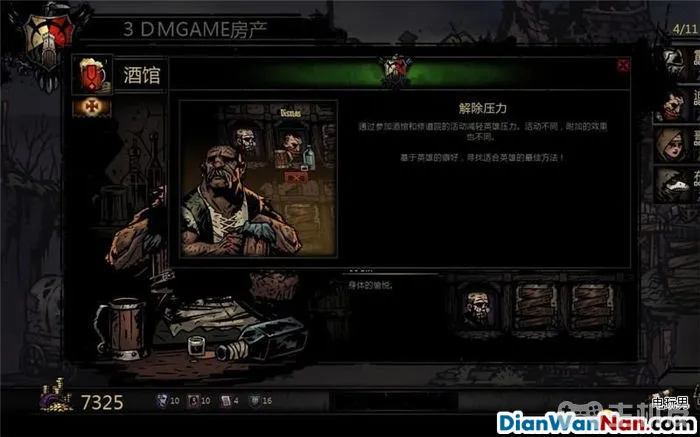 3DMGAME房产
4/11
酒馆
解除压力
DISMAS
通过参加酒馆和修道院的活动减轻英雄压力。活动不同，附加的效果
也不同。
基于英雄的癖好，寻找适合英雄的最佳方法！
身体的愉悦。
7325
10
10
4
16
电玩男
DianWanNan.com